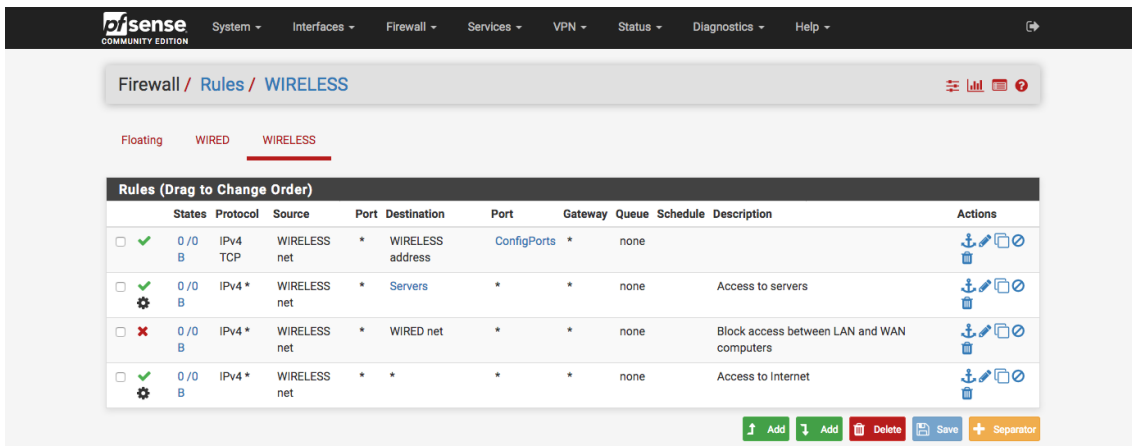 pfsense
COMMUNITY EDITION
System Interfaces Firewall Services VPN Status Diagnostics Help
Firewall / Rules / WIRELESS
Floating WIRED WIRELESS
Rules (Drag to Change Order)
States Protocol Source Port Destination Port Gateway Queue Schedule Description Actions
0 /0 IPv4 WIRELESS * WIRELESS ConfigPorts * none
B TCP net address
0 /0 IPv4 * WIRELESS * Servers * * none Access to servers
B net
0 /0 IPv4 * WIRELESS * WIRED net * * none Block access between LAN and WAN
B net computers
0 /0 IPv4 * WIRELESS * * * * none Access to Internet
B net
Add Add Delete Save Separator